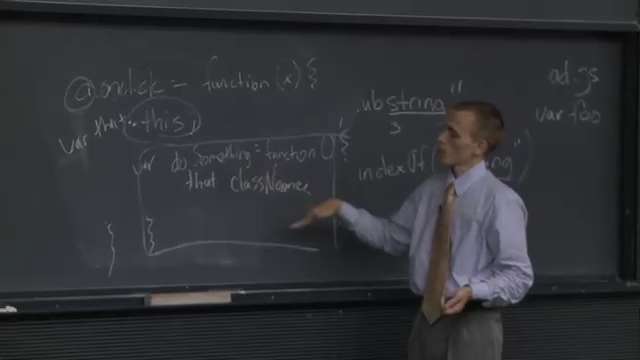 a.onclick = function (x) {
var that = this;
var do Something = function () {
that className
}
}
substring"
s
indexOf(
ad.js
var foo